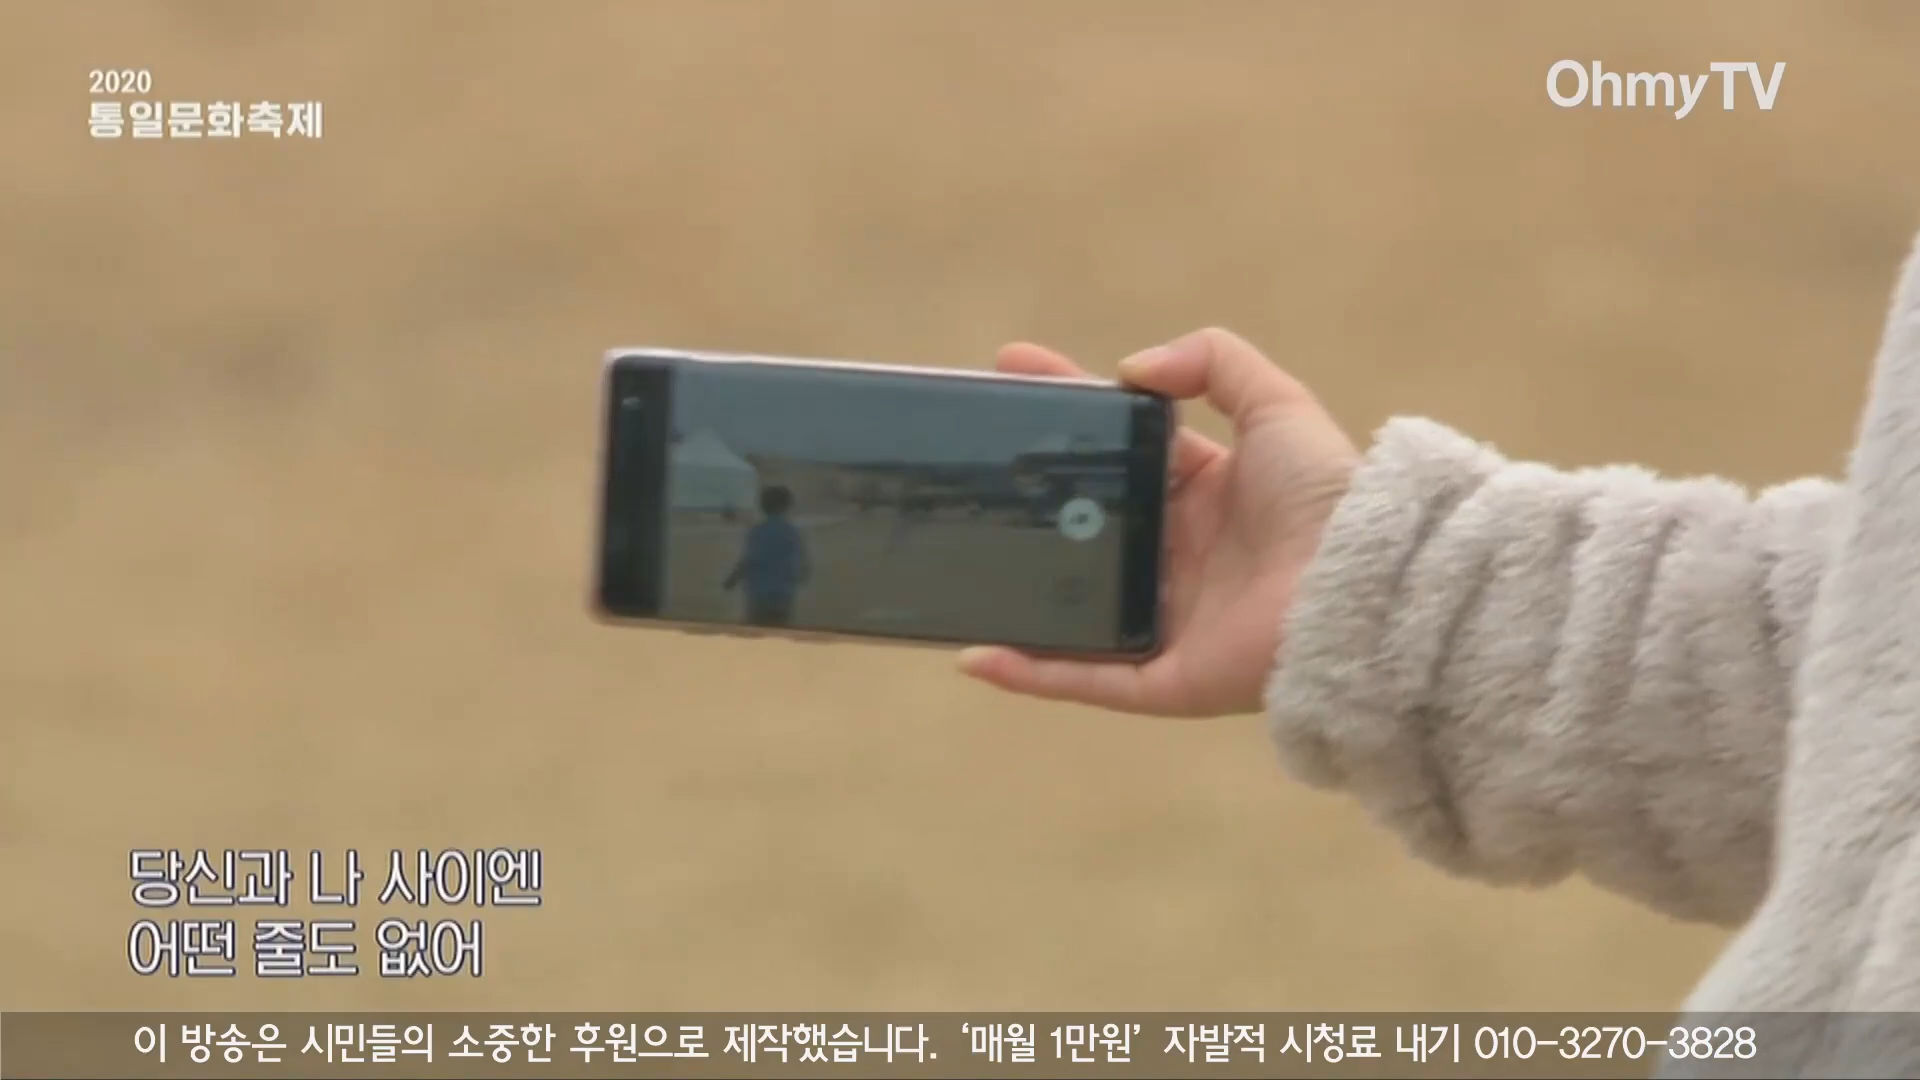 2020
통일문화축제
OhmyTV
당신과 나 사이엔
어떤 줄도 없어
이 방송은 시민들의 소중한 후원으로 제작했습니다. ‘매월 1만원’ 자발적 시청료 내기 010-3270-3828